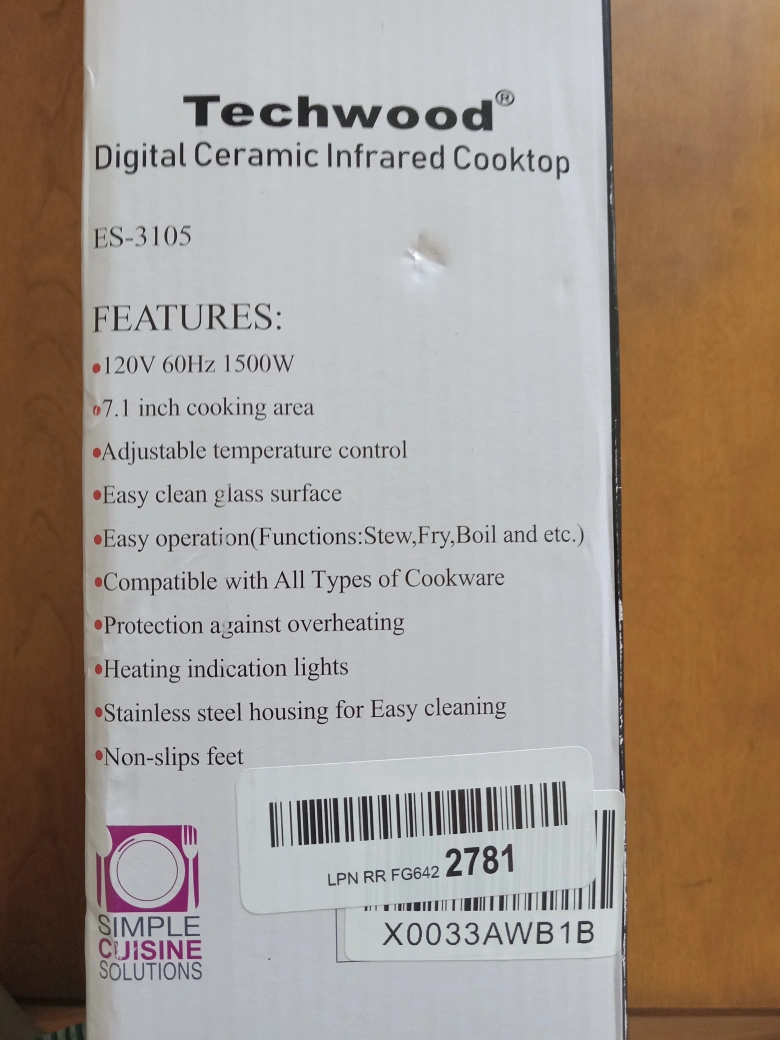 Techwood®
Digital Ceramic Infrared Cooktop
ES-3105
FEATURES:
•120V 60Hz 1500W
•7.1 inch cooking area
•Adjustable temperature control
•Easy clean glass surface
•Easy operation(Functions:Stew,Fry,Boil and etc.)
•Compatible with All Types of Cookware
•Protection against overheating
•Heating indication lights
•Stainless steel housing for Easy cleaning
•Non-slips feet
LPN RR FG642 2781
X0033AWB1B
SIMPLE
CUISINE
SOLUTIONS